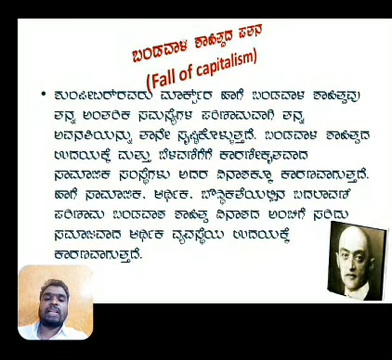 ಬಂಡವಾಳ ಶಾಹಿತ್ವದ ಪತನ
(Fall of capitalism)
• ಶುಂಪೀಟರ್‌ರವರು ಮಾರ್ಕ್ಸ್‌ರ ಹಾಗೆ ಬಂಡವಾಳ ಶಾಹಿತ್ವವು
ತನ್ನ ಆಂತರಿಕ ಸಮಸ್ಯೆಗಳ ಪರಿಣಾಮವಾಗಿ ತನ್ನ
ಅವನತಿಯನ್ನು ತಾನೇ ಸೃಷ್ಟಿಕೊಳ್ಳುತ್ತದೆ. ಬಂಡವಾಳ ಶಾಹಿತ್ವದ
ಉದಯಕ್ಕೆ ಮತ್ತು ಬೆಳವಣಿಗೆಗೆ ಕಾರಣೀಕೃತವಾದ
ಸಾಮಾಜಿಕ ಸಂಸ್ಥೆಗಳು ಅದರ ವಿನಾಶಕ್ಕೂ ಕಾರಣವಾಗುತ್ತದೆ.
ಹಾಗೆ ಸಾಮಾಜಿಕ, ಆರ್ಥಿಕ, ಬೌದ್ಧಿಕತೆಯಲ್ಲಿನ ಬದಲಾವಣೆ
ಪರಿಣಾಮ ಬಂಡವಾಳ ಶಾಹಿತ್ವ ವಿನಾಶದ ಅಂಚಿಗೆ ಸರಿದು
ಸಮಾಜವಾದ ಆರ್ಥಿಕ ವ್ಯವಸ್ಥೆಯ ಉದಯಕ್ಕೆ
ಕಾರಣವಾಗುತ್ತದೆ.